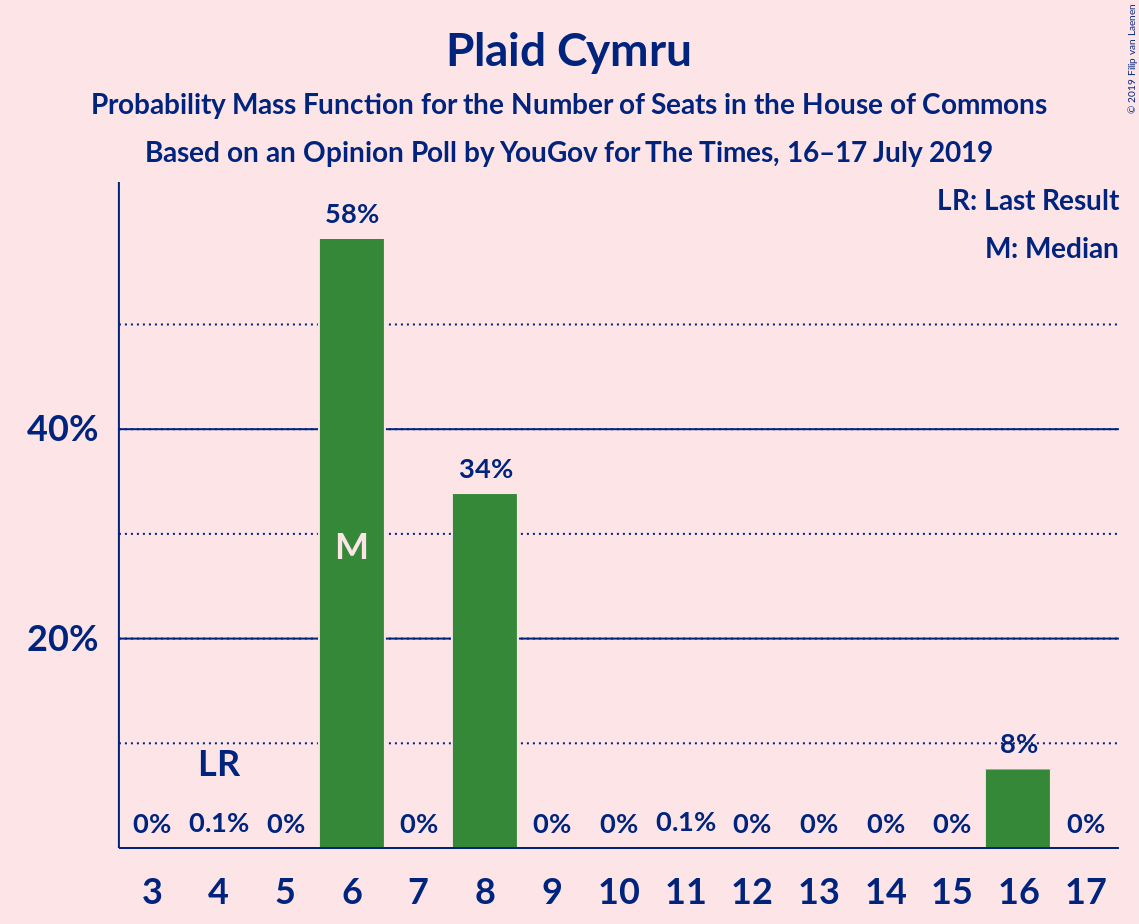 Plaid Cymru
Probability Mass Function for the Number of Seats in the House of Commons
Based on an Opinion Poll by YouGov for The Times, 16–17 July 2019
© 2019 Filip van Laenen
LR: Last Result
M: Median
58%
40%
34%
M
20%
LR
8%
0% 0.1% 0% 0% 0% 0% 0.1% 0% 0% 0% 0% 0%
3 4 5 6 7 8 9 10 11 12 13 14 15 16 17